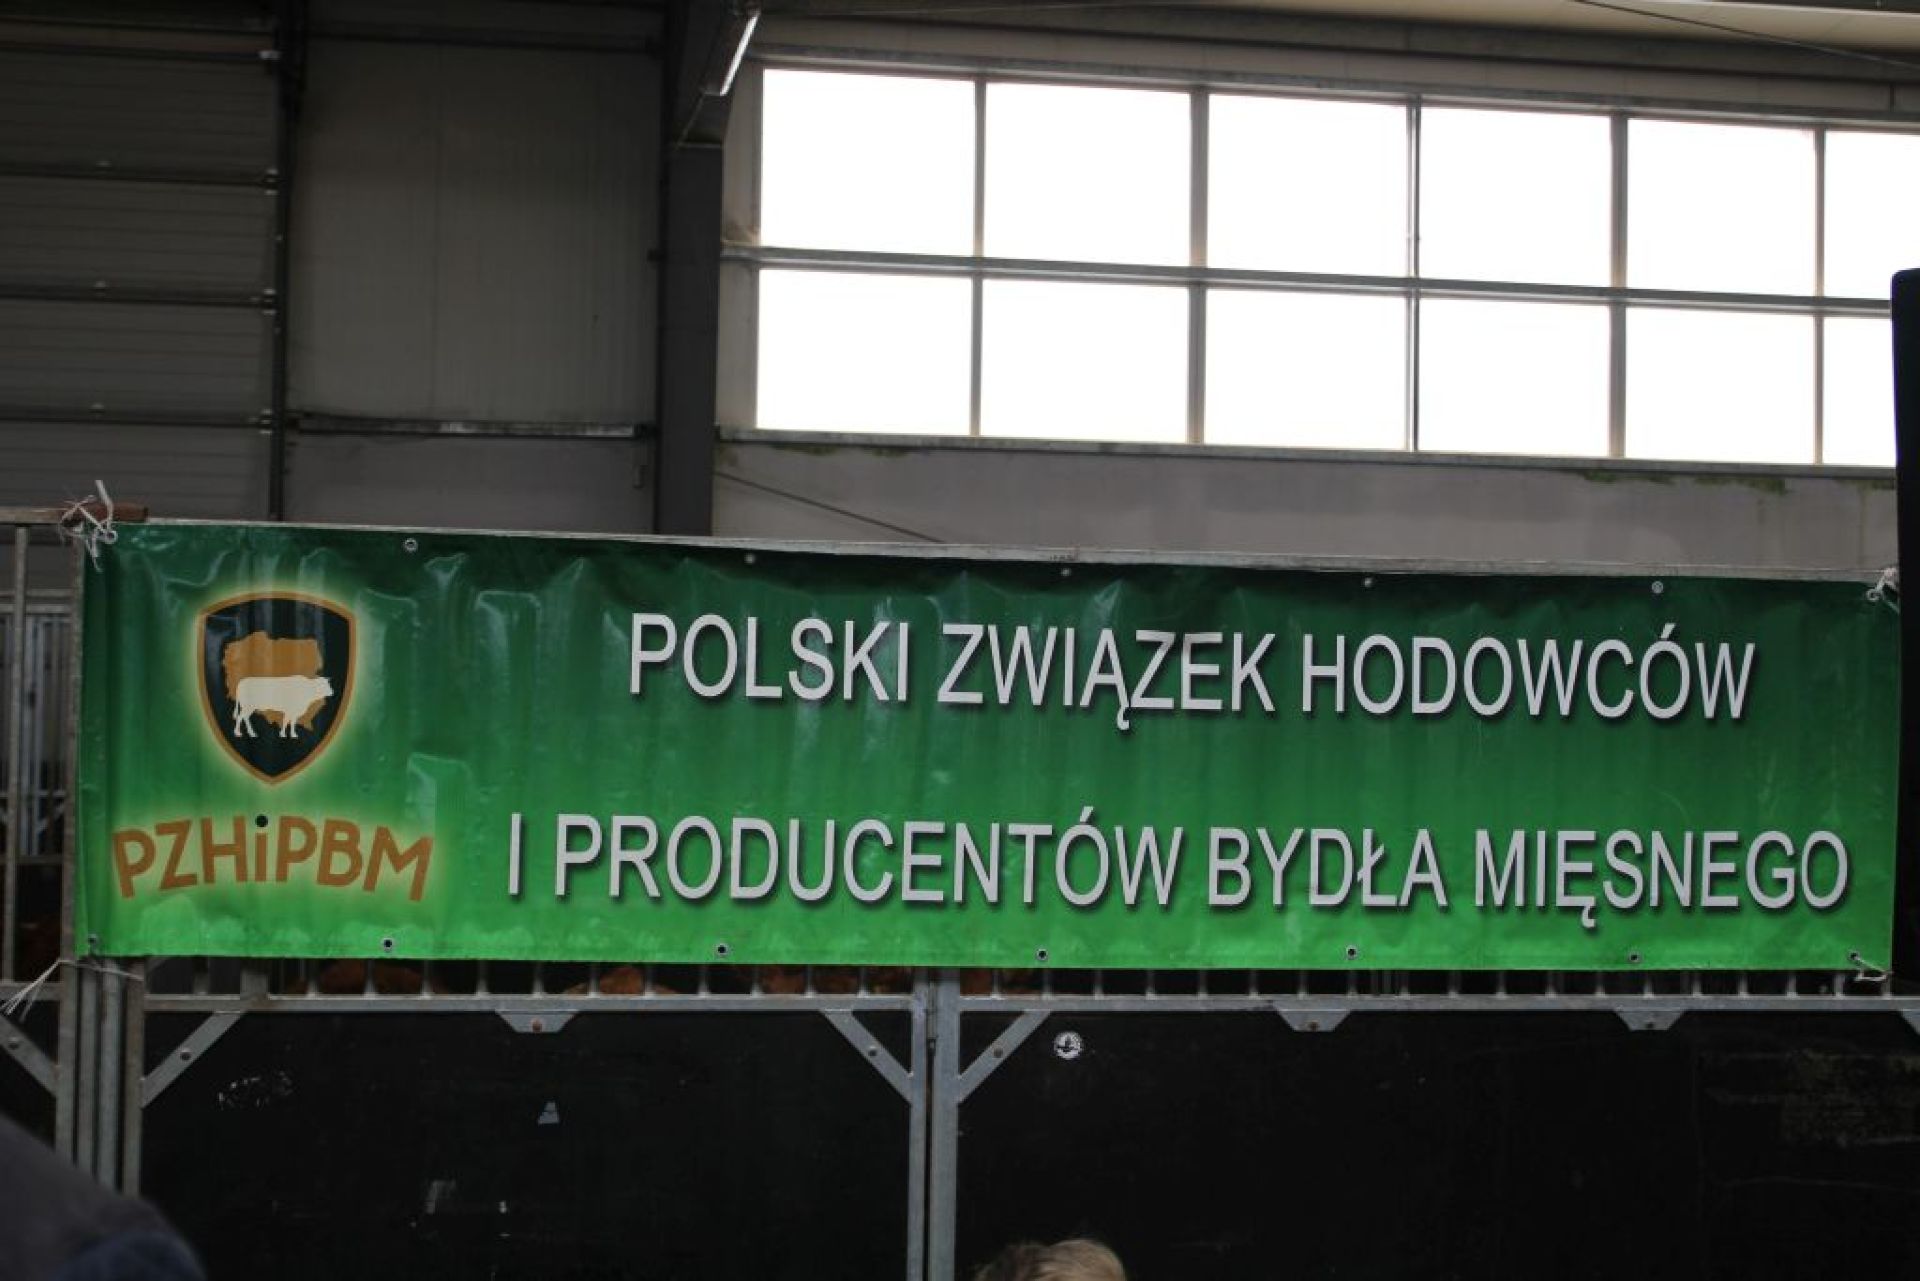 POLSKI ZWIĄZEK HODOWCÓW
I PRODUCENTÓW BYDŁA MIĘSNEGO
PZHiPBM